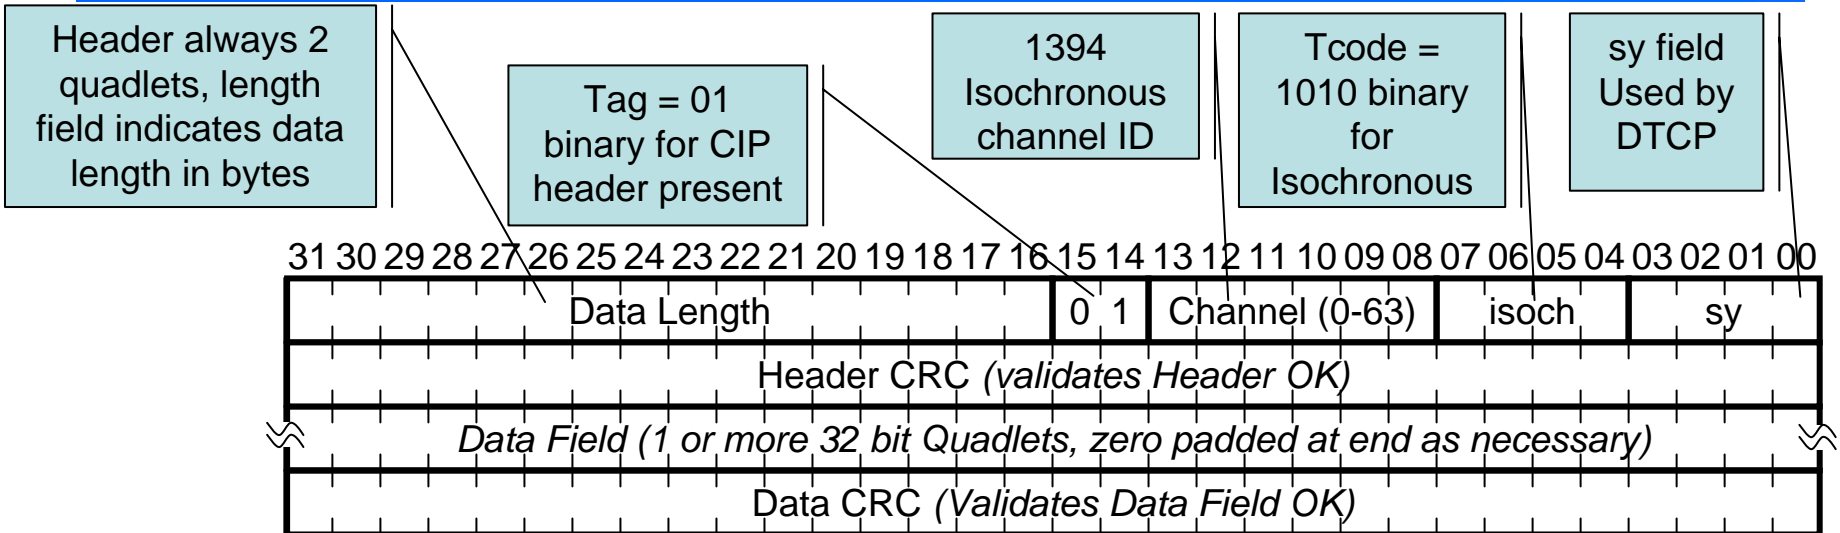 Header always 2
quadlets, length
field indicates data
length in bytes
Tag = 01
binary for CIP
header present
1394
Isochronous
channel ID
Tcode =
1010 binary
for
Isochronous
sy field
Used by
DTCP
31 30 29 28 27 26 25 24 23 22 21 20 19 18 17 16 15 14 13 12 11 10 09 08 07 06 05 04 03 02 01 00
Data Length 0 1 Channel (0-63) isoch sy
Header CRC (validates Header OK)
Data Field (1 or more 32 bit Quadlets, zero padded at end as necessary)
Data CRC (Validates Data Field OK)